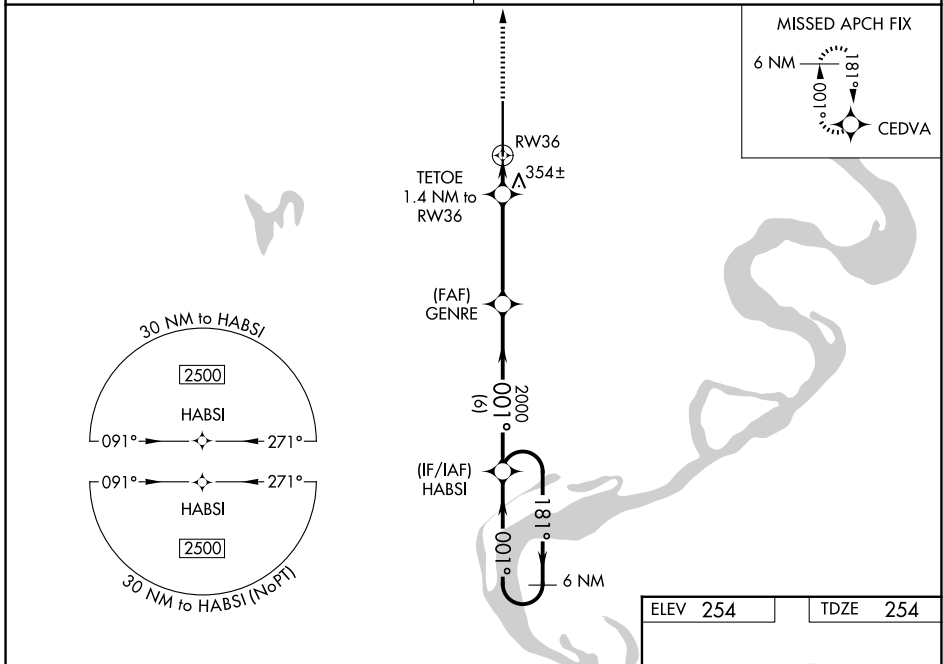 MISSED APCH FIX
6 NM
181°
001°
CEDVA
RW36
354±
TETOE
1.4 NM to
RW36
(FAF)
GENRE
30 NM to HABSI
2500
HABSI
091°
271°
091°
271°
HABSI
2500
30 NM to HABSI (NoPT)
2000
001°
(6)
(IF/IAF)
HABSI
181°
001°
6 NM
ELEV 254
TDZE 254